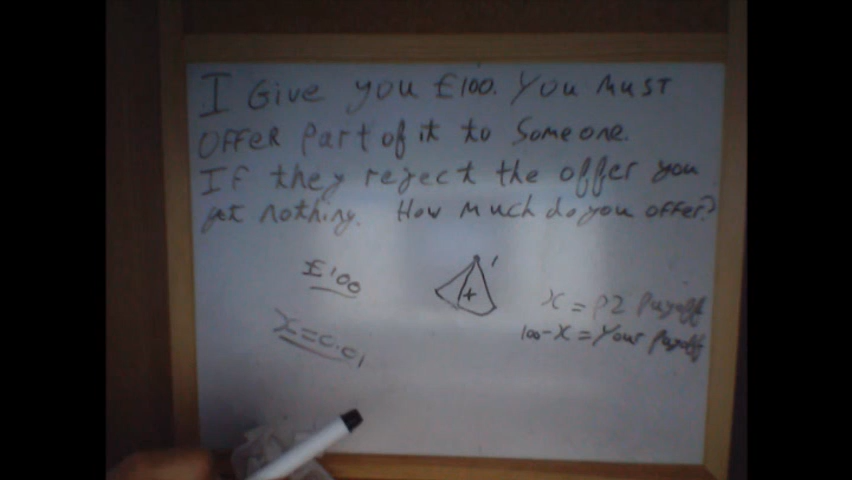 I Give you £100. You must
offer part of it to someone.
If they reject the offer you
get nothing. How much do you offer?
£100
x = P2 Payoff
100-x = Your Payoff
x=0.01